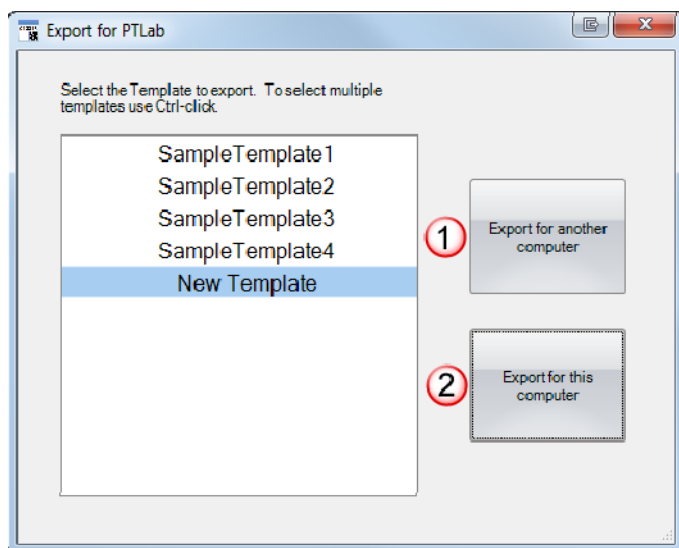 Export for PTLab
Select the Template to export. To select multiple
templates use Ctrl-click.
SampleTemplate1
SampleTemplate2
SampleTemplate3
SampleTemplate4
New Template
1
Export for another
computer
2
Export for this
computer